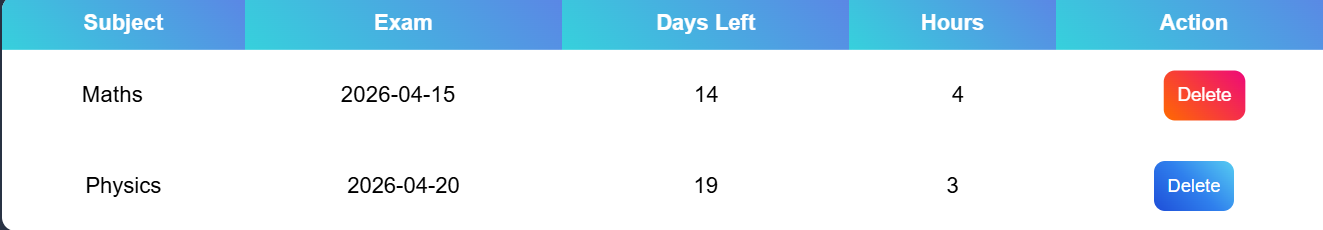 Subject Exam Days Left Hours Action
Maths 2026-04-15 14 4 Delete
Physics 2026-04-20 19 3 Delete